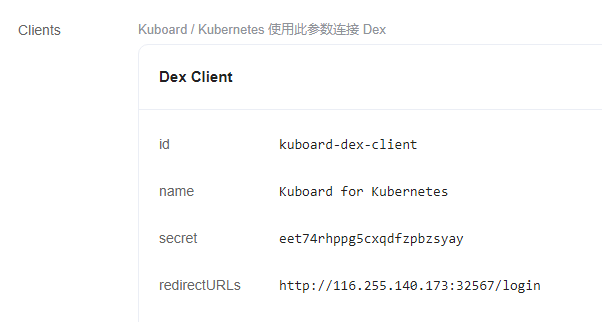 Clients
Kuboard / Kubernetes 使用此参数连接 Dex
Dex Client
id kuboard-dex-client
name Kuboard for Kubernetes
secret eet74rhppg5cxqdfzpbzsyay
redirectURLs http://116.255.140.173:32567/login